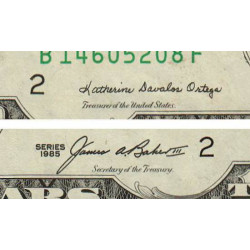 B 14605208 F
2 Katherine Davalos Ortega
Treasurer of the United States.
SERIES
1985
James A Baker III 2
Secretary of the Treasury.